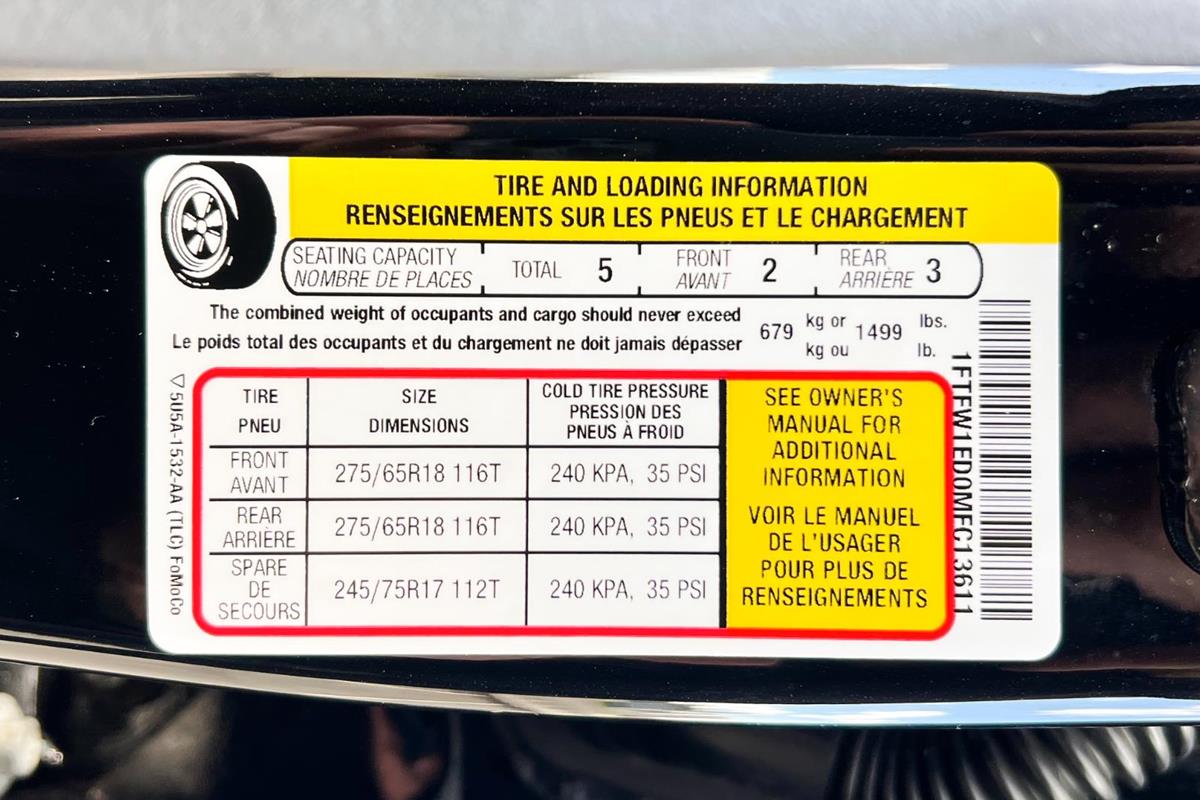 TIRE AND LOADING INFORMATION
RENSEIGNEMENTS SUR LES PNEUS ET LE CHARGEMENT
SEATING CAPACITY
NOMBRE DE PLACES
TOTAL 5
FRONT
AVANT 2
REAR
ARRIÈRE 3
The combined weight of occupants and cargo should never exceed
Le poids total des occupants et du chargement ne doit jamais dépasser
679 kg or 1499 lbs.
kg ou lb.
TIRE
PNEU
SIZE
DIMENSIONS
COLD TIRE PRESSURE
PRESSION DES
PNEUS À FROID
FRONT
AVANT
275/65R18 116T
240 KPA, 35 PSI
REAR
ARRIÈRE
275/65R18 116T
240 KPA, 35 PSI
SPARE
DE
SECOURS
245/75R17 112T
240 KPA, 35 PSI
SEE OWNER'S
MANUAL FOR
ADDITIONAL
INFORMATION
VOIR LE MANUEL
DE L'USAGER
POUR PLUS DE
RENSEIGNEMENTS
▽5U5A-1532-AA (TLC) FoMoCo
1FTFW1ED0MFC13611